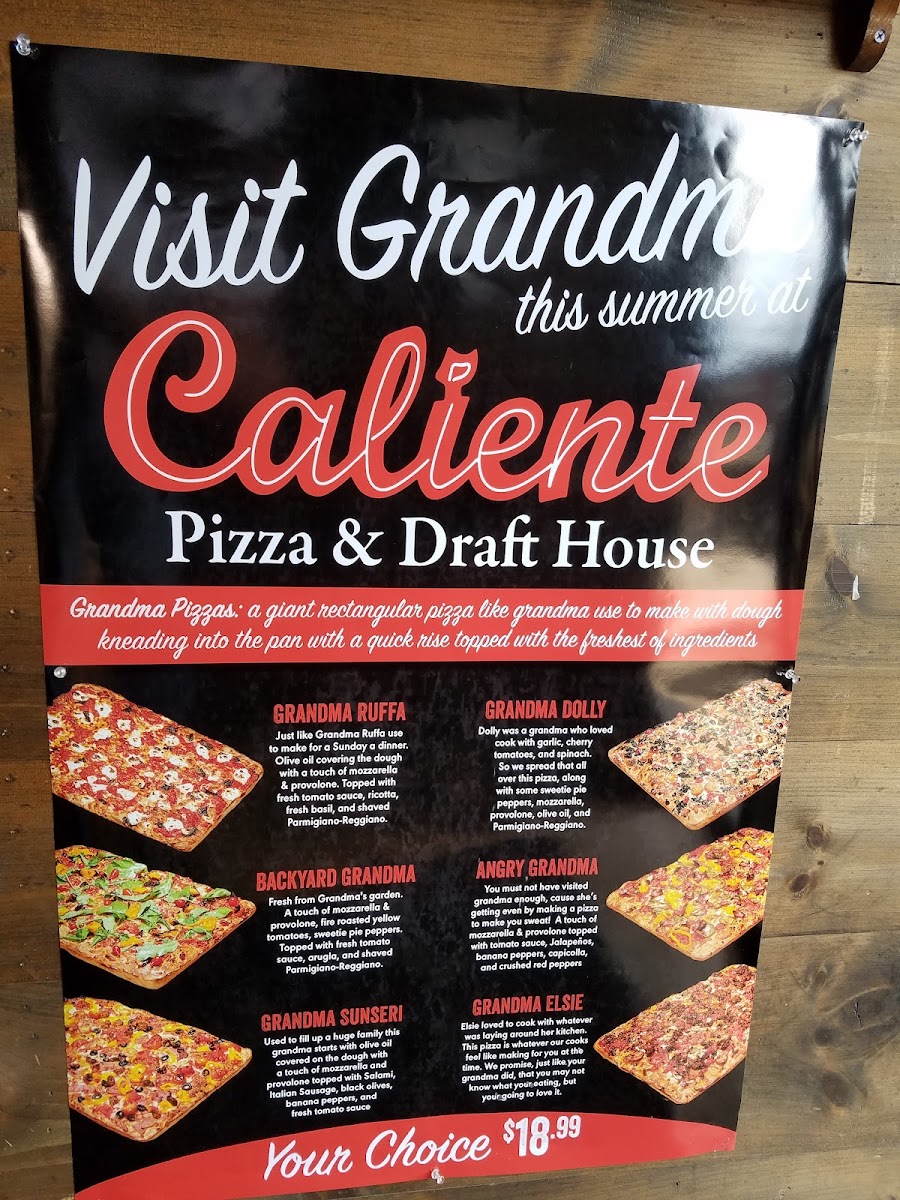 Visit Grandma
this summer at
Caliente
Pizza & Draft House
Grandma Pizzas: a giant rectangular pizza like grandma use to make with dough
kneading into the pan with a quick rise topped with the freshest of ingredients
GRANDMA RUFFA
Just like Grandma Ruffa use
to make for a Sunday a dinner.
Olive oil covering the dough
with a touch of mozzarella
& provolone. Topped with
fresh tomato sauce, ricotta,
fresh basil, and shaved
Parmigiano-Reggiano.
GRANDMA DOLLY
Dolly was a grandma who loved
cook with garlic, cherry
tomatoes, and spinach.
So we spread that all
over this pizza, along
with some sweetie pie
peppers, mozzarella,
provolone, olive oil, and
Parmigiano-Reggiano.
BACKYARD GRANDMA
Fresh from Grandma's garden.
A touch of mozzarella &
provolone, fire roasted yellow
tomatoes, sweetie pie peppers.
Topped with fresh tomato
sauce, arugla, and shaved
Parmigiano-Reggiano.
ANGRY GRANDMA
You must not have visited
grandma enough, cause she's
getting even by making a pizza
to make you sweat! A touch of
mozzarella & provolone topped
with tomato sauce, Jalapeños,
banana peppers, capicolla,
and crushed red peppers
GRANDMA SUNSERI
Used to fill up a huge family this
grandma starts with olive oil
covered on the dough with
a touch of mozzarella and
provolone topped with Salami,
Italian Sausage, black olives,
banana peppers, and
fresh tomato sauce
GRANDMA ELSIE
Elsie loved to cook with whatever
was laying around her kitchen.
This pizza is whatever our cooks
feel like making for you at the
time. We promise, just like your
grandma did, that you may not
know what your eating, but
your going to love it.
Your Choice $18.99